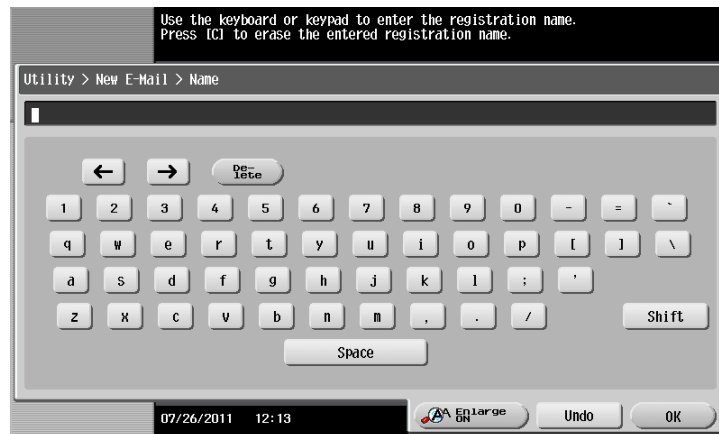 Use the keyboard or keypad to enter the registration name.
Press [C] to erase the entered registration name.
Utility > New E-Mail > Name
← → De-lete
1 2 3 4 5 6 7 8 9 0 - = `
q w e r t y u i o p [ ] \
a s d f g h j k l ; '
z x c v b n m , . / Shift
Space
07/26/2011 12:13 Enlarge ON Undo OK